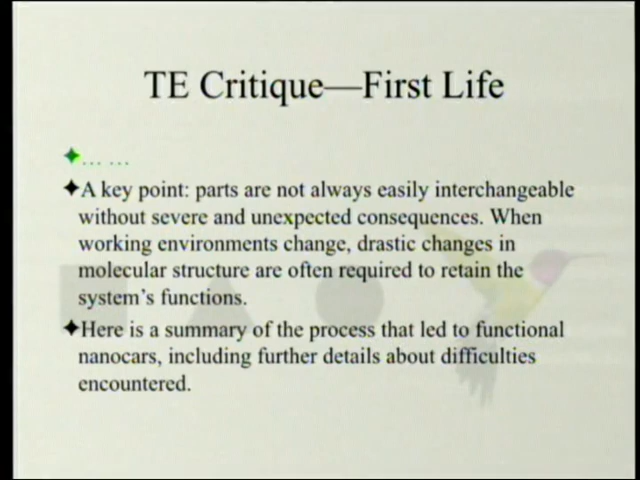 TE Critique—First Life
… …
A key point: parts are not always easily interchangeable
without severe and unexpected consequences. When
working environments change, drastic changes in
molecular structure are often required to retain the
system's functions.
Here is a summary of the process that led to functional
nanocars, including further details about difficulties
encountered.